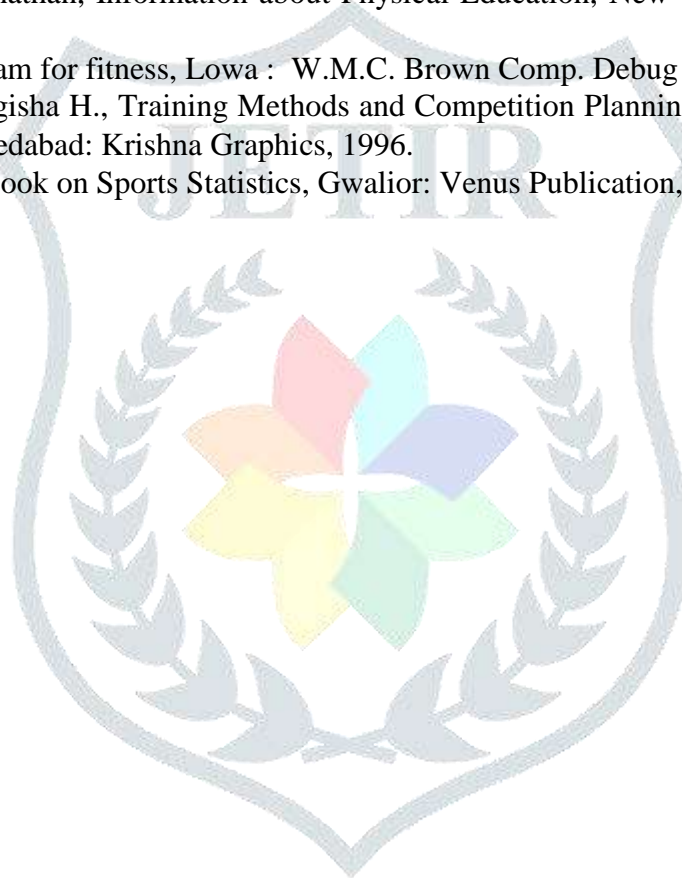 nathan, Information about Physical Education, New
am for fitness, Lowa : W.M.C. Brown Comp. Debug
gisha H., Training Methods and Competition Plannin
edabad: Krishna Graphics, 1996.
ook on Sports Statistics, Gwalior: Venus Publication,
JETIR